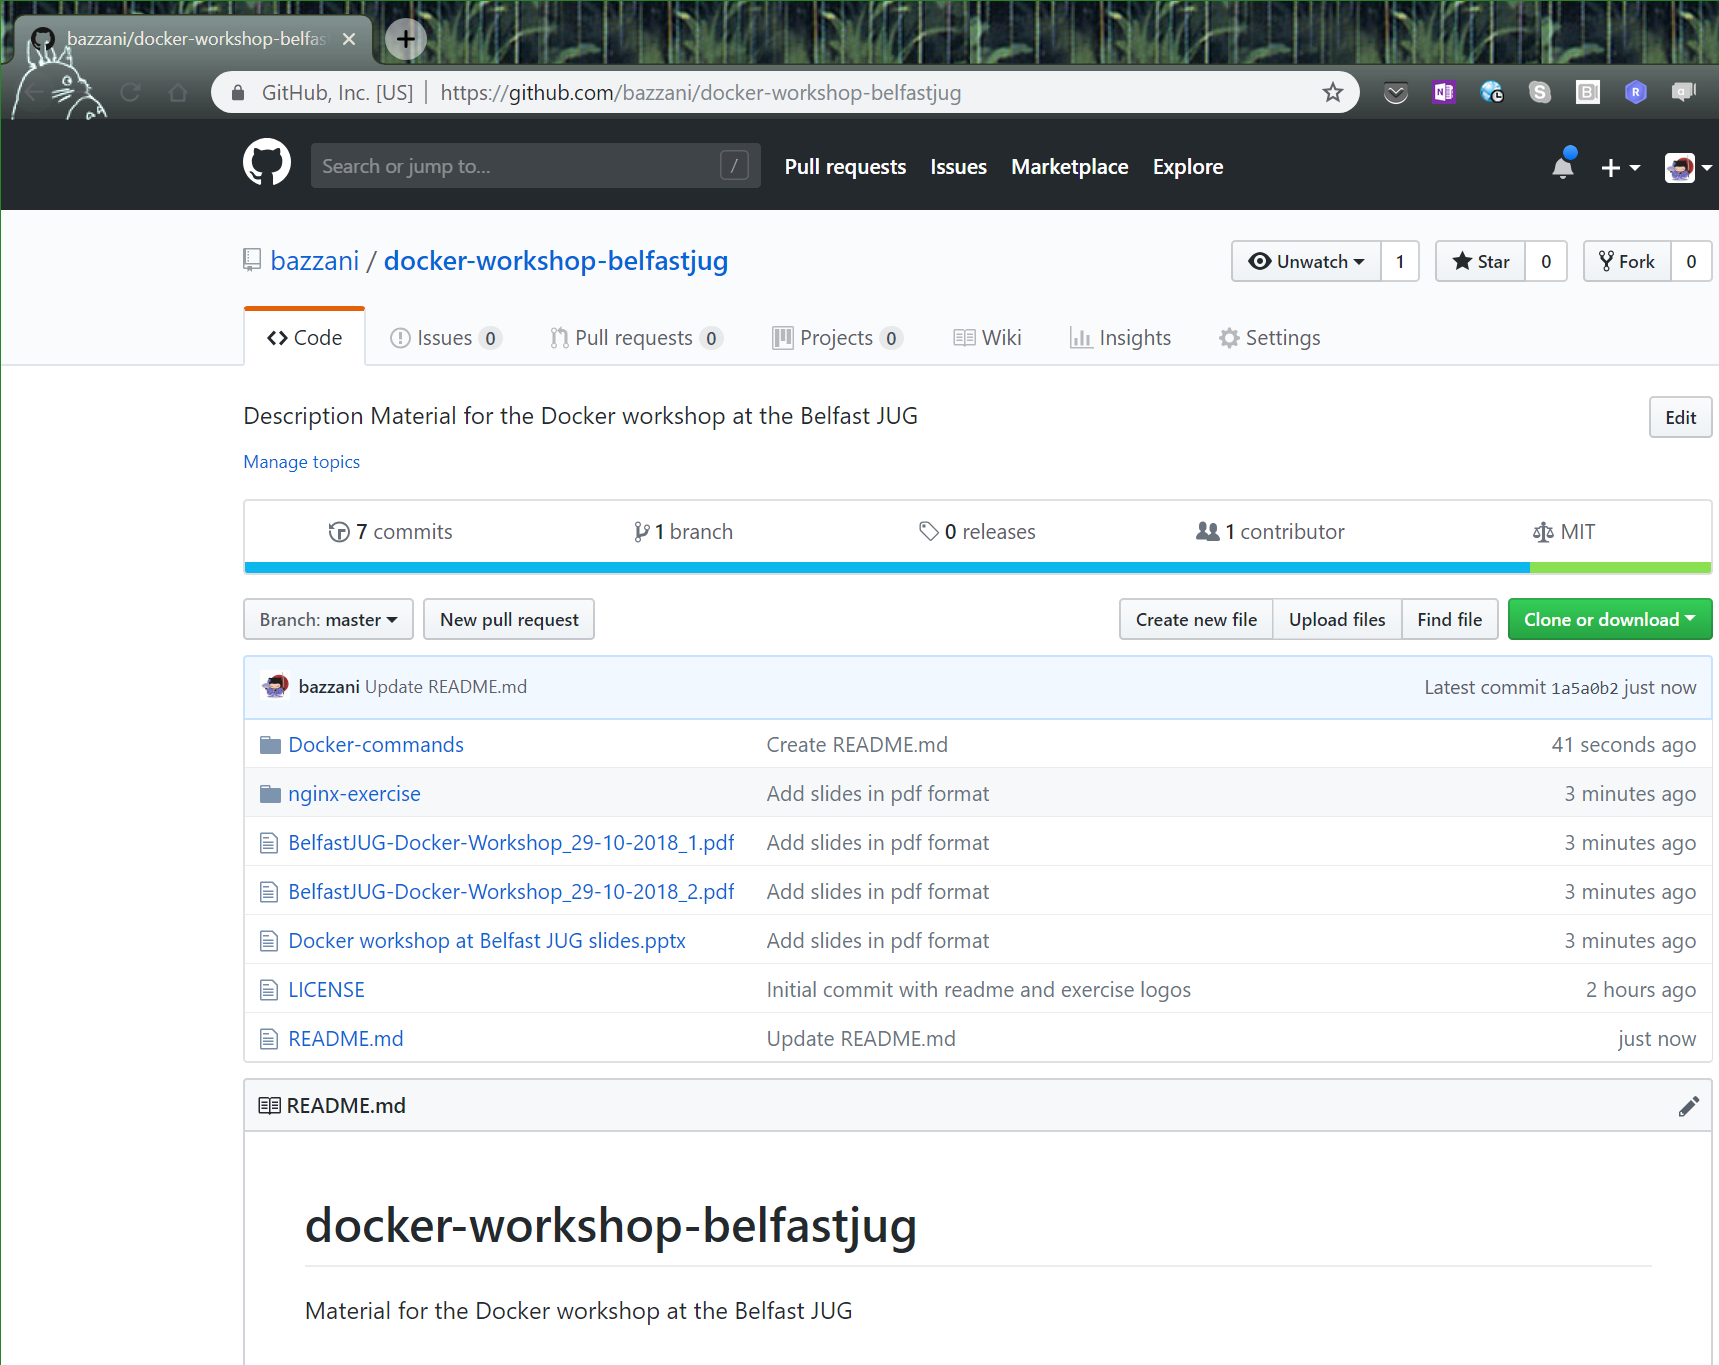 bazzani/docker-workshop-belfas
GitHub, Inc. [US] | https://github.com/bazzani/docker-workshop-belfastjug
Search or jump to... / Pull requests Issues Marketplace Explore
bazzani / docker-workshop-belfastjug Unwatch 1 Star 0 Fork 0
Code Issues 0 Pull requests 0 Projects 0 Wiki Insights Settings
Description Material for the Docker workshop at the Belfast JUG Edit
Manage topics
7 commits 1 branch 0 releases 1 contributor MIT
Branch: master New pull request Create new file Upload files Find file Clone or download
bazzani Update README.md Latest commit 1a5a0b2 just now
Docker-commands Create README.md 41 seconds ago
nginx-exercise Add slides in pdf format 3 minutes ago
BelfastJUG-Docker-Workshop_29-10-2018_1.pdf Add slides in pdf format 3 minutes ago
BelfastJUG-Docker-Workshop_29-10-2018_2.pdf Add slides in pdf format 3 minutes ago
Docker workshop at Belfast JUG slides.pptx Add slides in pdf format 3 minutes ago
LICENSE Initial commit with readme and exercise logos 2 hours ago
README.md Update README.md just now
README.md
docker-workshop-belfastjug
Material for the Docker workshop at the Belfast JUG